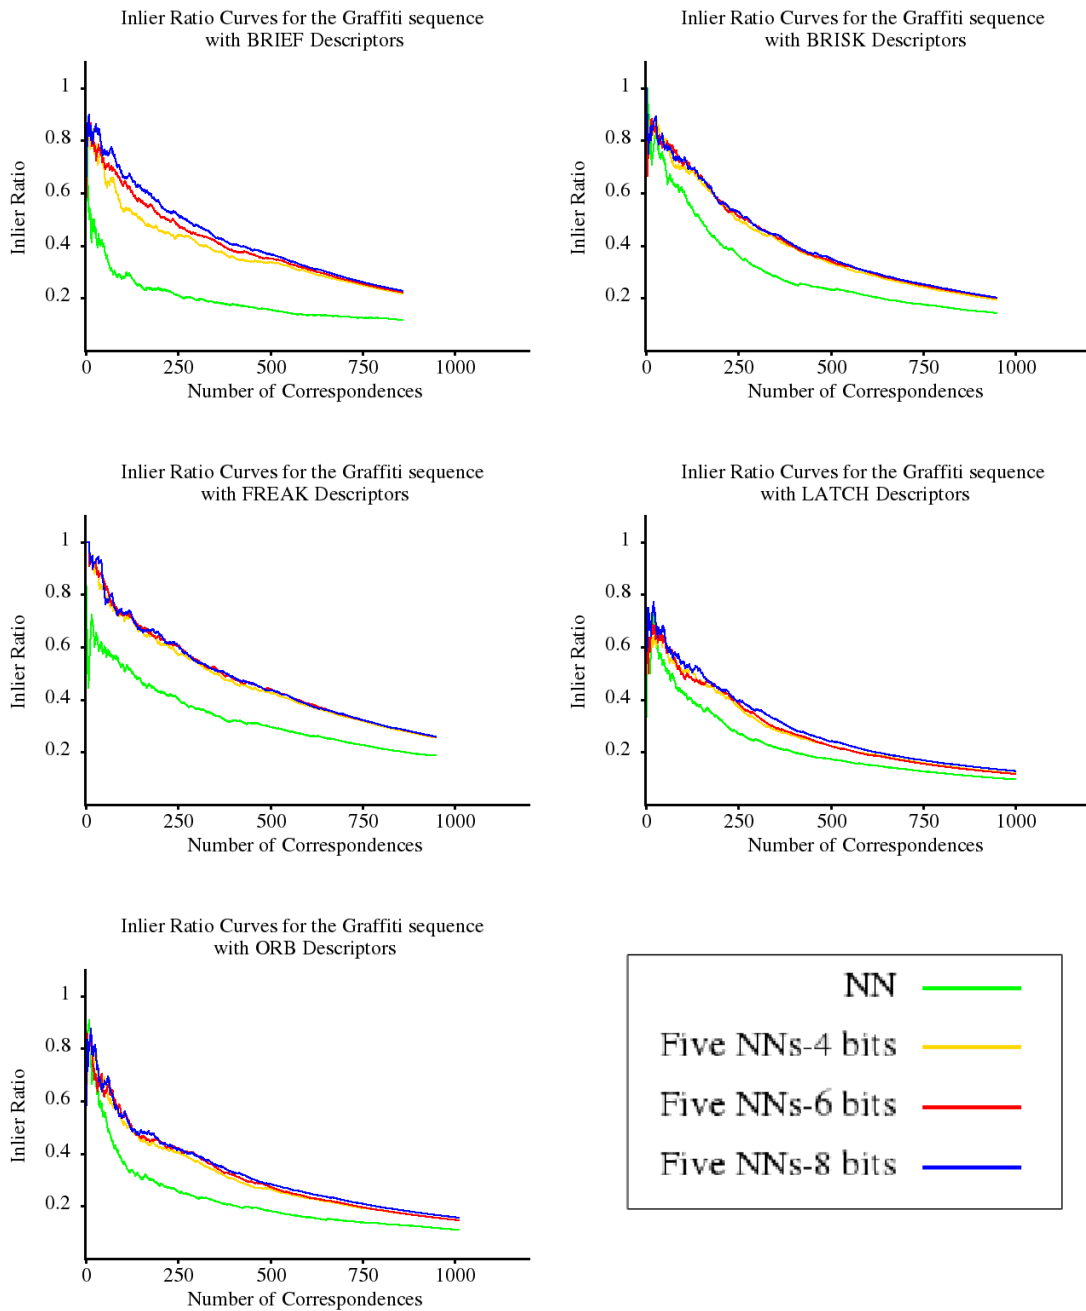 Inlier Ratio Curves for the Graffiti sequence
with BRIEF Descriptors
1
0.8
0.6
0.4
0.2
Inlier Ratio
0 250 500 750 1000
Number of Correspondences
Inlier Ratio Curves for the Graffiti sequence
with BRISK Descriptors
1
0.8
0.6
0.4
0.2
Inlier Ratio
0 250 500 750 1000
Number of Correspondences
Inlier Ratio Curves for the Graffiti sequence
with FREAK Descriptors
1
0.8
0.6
0.4
0.2
Inlier Ratio
0 250 500 750 1000
Number of Correspondences
Inlier Ratio Curves for the Graffiti sequence
with LATCH Descriptors
1
0.8
0.6
0.4
0.2
Inlier Ratio
0 250 500 750 1000
Number of Correspondences
Inlier Ratio Curves for the Graffiti sequence
with ORB Descriptors
1
0.8
0.6
0.4
0.2
Inlier Ratio
0 250 500 750 1000
Number of Correspondences
NN
Five NNs-4 bits
Five NNs-6 bits
Five NNs-8 bits